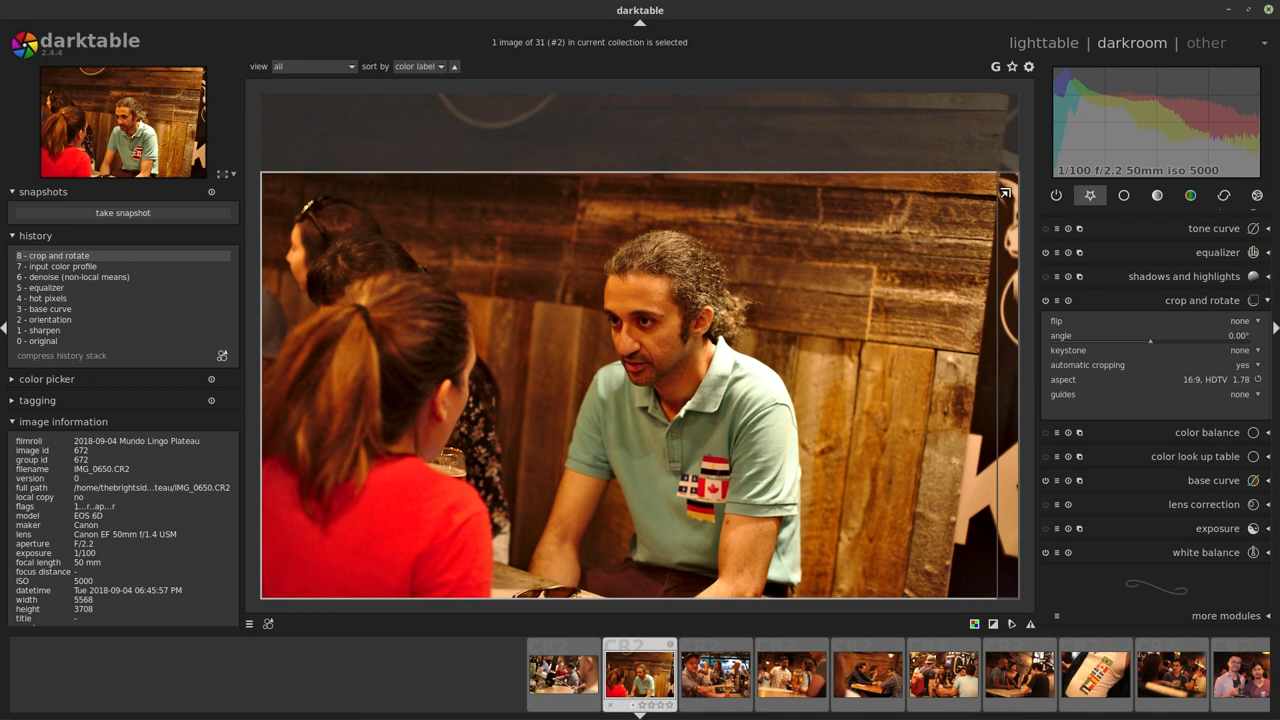 darktable
darktable
2.4.4
1 image of 31 (#2) in current collection is selected
lighttable | darkroom | other
view all sort by color label
G
1/100 f/2.2 50mm iso 5000
snapshots
take snapshot
history
8 - crop and rotate
7 - input color profile
6 - denoise (non-local means)
5 - equalizer
4 - hot pixels
3 - base curve
2 - orientation
1 - sharpen
0 - original
compress history stack
color picker
tagging
image information
filmroll 2018-09-04 Mundo Lingo Plateau
image id 672
group id 672
filename IMG_0650.CR2
version 0
full path /home/thebrightsid...teau/IMG_0650.CR2
local copy no
flags 1...r..ap...r
model EOS 6D
maker Canon
lens Canon EF 50mm f/1.4 USM
aperture F/2.2
exposure 1/100
focal length 50 mm
focus distance -
ISO 5000
datetime Tue 2018-09-04 06:45:57 PM
width 5568
height 3708
title -
tone curve
equalizer
shadows and highlights
crop and rotate
flip none
angle 0.00°
keystone none
automatic cropping yes
aspect 16:9, HDTV 1.78
guides none
color balance
color look up table
base curve
lens correction
exposure
white balance
more modules
CR2